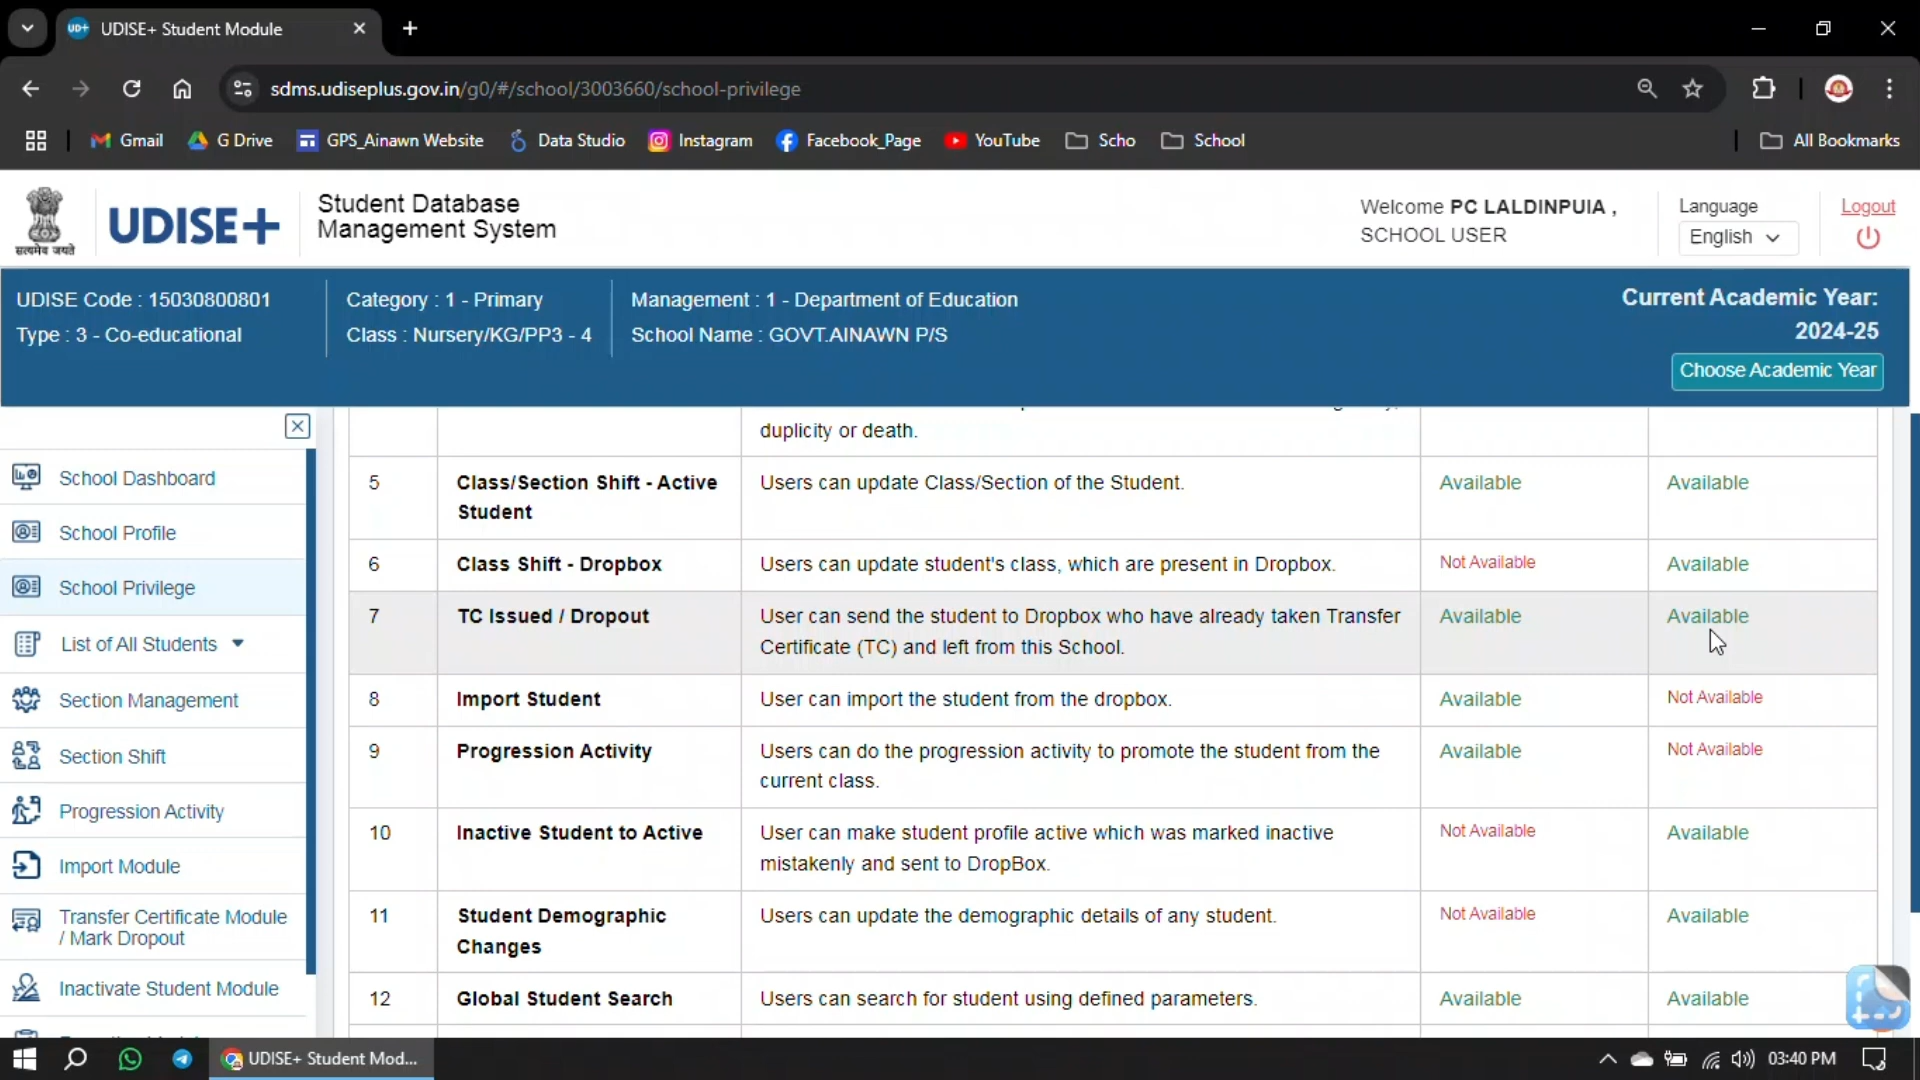 UDISE+ Student Module
sdms.udiseplus.gov.in/g0/#/school/3003660/school-privilege
Gmail
G Drive
GPS_Ainawn Website
Data Studio
Instagram
Facebook_Page
YouTube
Scho
School
All Bookmarks
सत्यमेव जयते
UDISE+
Student Database
Management System
Welcome PC LALDINPUIA ,
SCHOOL USER
Language
English
Logout
UDISE Code : 15030800801
Type : 3 - Co-educational
Category : 1 - Primary
Class : Nursery/KG/PP3 - 4
Management : 1 - Department of Education
School Name : GOVT.AINAWN P/S
Current Academic Year:
2024-25
Choose Academic Year
School Dashboard
School Profile
School Privilege
List of All Students
Section Management
Section Shift
Progression Activity
Import Module
Transfer Certificate Module
/ Mark Dropout
Inactivate Student Module
duplicity or death.
5 Class/Section Shift - Active Users can update Class/Section of the Student. Available Available
Student
6 Class Shift - Dropbox Users can update student's class, which are present in Dropbox. Not Available Available
7 TC Issued / Dropout User can send the student to Dropbox who have already taken Transfer Available Available
Certificate (TC) and left from this School.
8 Import Student User can import the student from the dropbox. Available Not Available
9 Progression Activity Users can do the progression activity to promote the student from the Available Not Available
current class.
10 Inactive Student to Active User can make student profile active which was marked inactive Not Available Available
mistakenly and sent to DropBox.
11 Student Demographic Users can update the demographic details of any student. Not Available Available
Changes
12 Global Student Search Users can search for student using defined parameters. Available Available
UDISE+ Student Mod...
03:40 PM